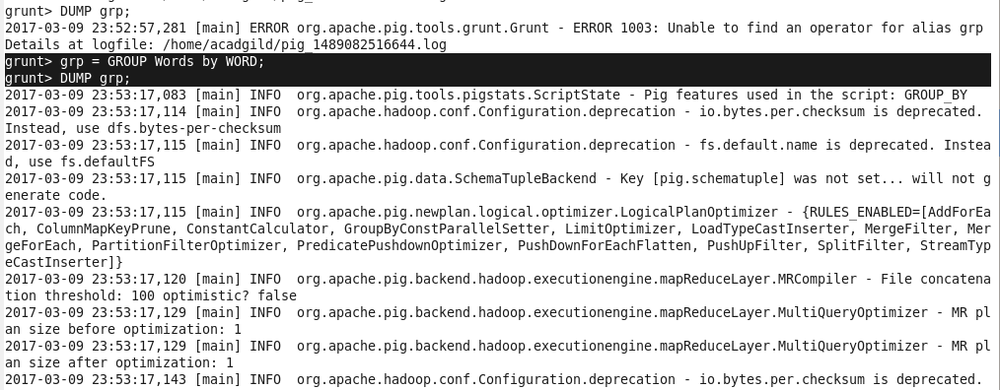 grunt> DUMP grp;
2017-03-09 23:52:57,281 [main] ERROR org.apache.pig.tools.grunt.Grunt - ERROR 1003: Unable to find an operator for alias grp
Details at logfile: /home/acadgild/pig_1489082516644.log
grunt> grp = GROUP Words by WORD;
grunt> DUMP grp;
2017-03-09 23:53:17,083 [main] INFO  org.apache.pig.tools.pigstats.ScriptState - Pig features used in the script: GROUP_BY
2017-03-09 23:53:17,114 [main] INFO  org.apache.hadoop.conf.Configuration.deprecation - io.bytes.per.checksum is deprecated.
Instead, use dfs.bytes-per-checksum
2017-03-09 23:53:17,115 [main] INFO  org.apache.hadoop.conf.Configuration.deprecation - fs.default.name is deprecated. Instea
d, use fs.defaultFS
2017-03-09 23:53:17,115 [main] INFO  org.apache.pig.data.SchemaTupleBackend - Key [pig.schematuple] was not set... will not g
enerate code.
2017-03-09 23:53:17,115 [main] INFO  org.apache.pig.newplan.logical.optimizer.LogicalPlanOptimizer - {RULES_ENABLED=[AddForEa
ch, ColumnMapKeyPrune, ConstantCalculator, GroupByConstParallelSetter, LimitOptimizer, LoadTypeCastInserter, MergeFilter, Mer
geForEach, PartitionFilterOptimizer, PredicatePushdownOptimizer, PushDownForEachFlatten, PushUpFilter, SplitFilter, StreamTyp
eCastInserter]}
2017-03-09 23:53:17,120 [main] INFO  org.apache.pig.backend.hadoop.executionengine.mapReduceLayer.MRCompiler - File concatena
tion threshold: 100 optimistic? false
2017-03-09 23:53:17,129 [main] INFO  org.apache.pig.backend.hadoop.executionengine.mapReduceLayer.MultiQueryOptimizer - MR pl
an size before optimization: 1
2017-03-09 23:53:17,129 [main] INFO  org.apache.pig.backend.hadoop.executionengine.mapReduceLayer.MultiQueryOptimizer - MR pl
an size after optimization: 1
2017-03-09 23:53:17,143 [main] INFO  org.apache.hadoop.conf.Configuration.deprecation - io.bytes.per.checksum is deprecated.